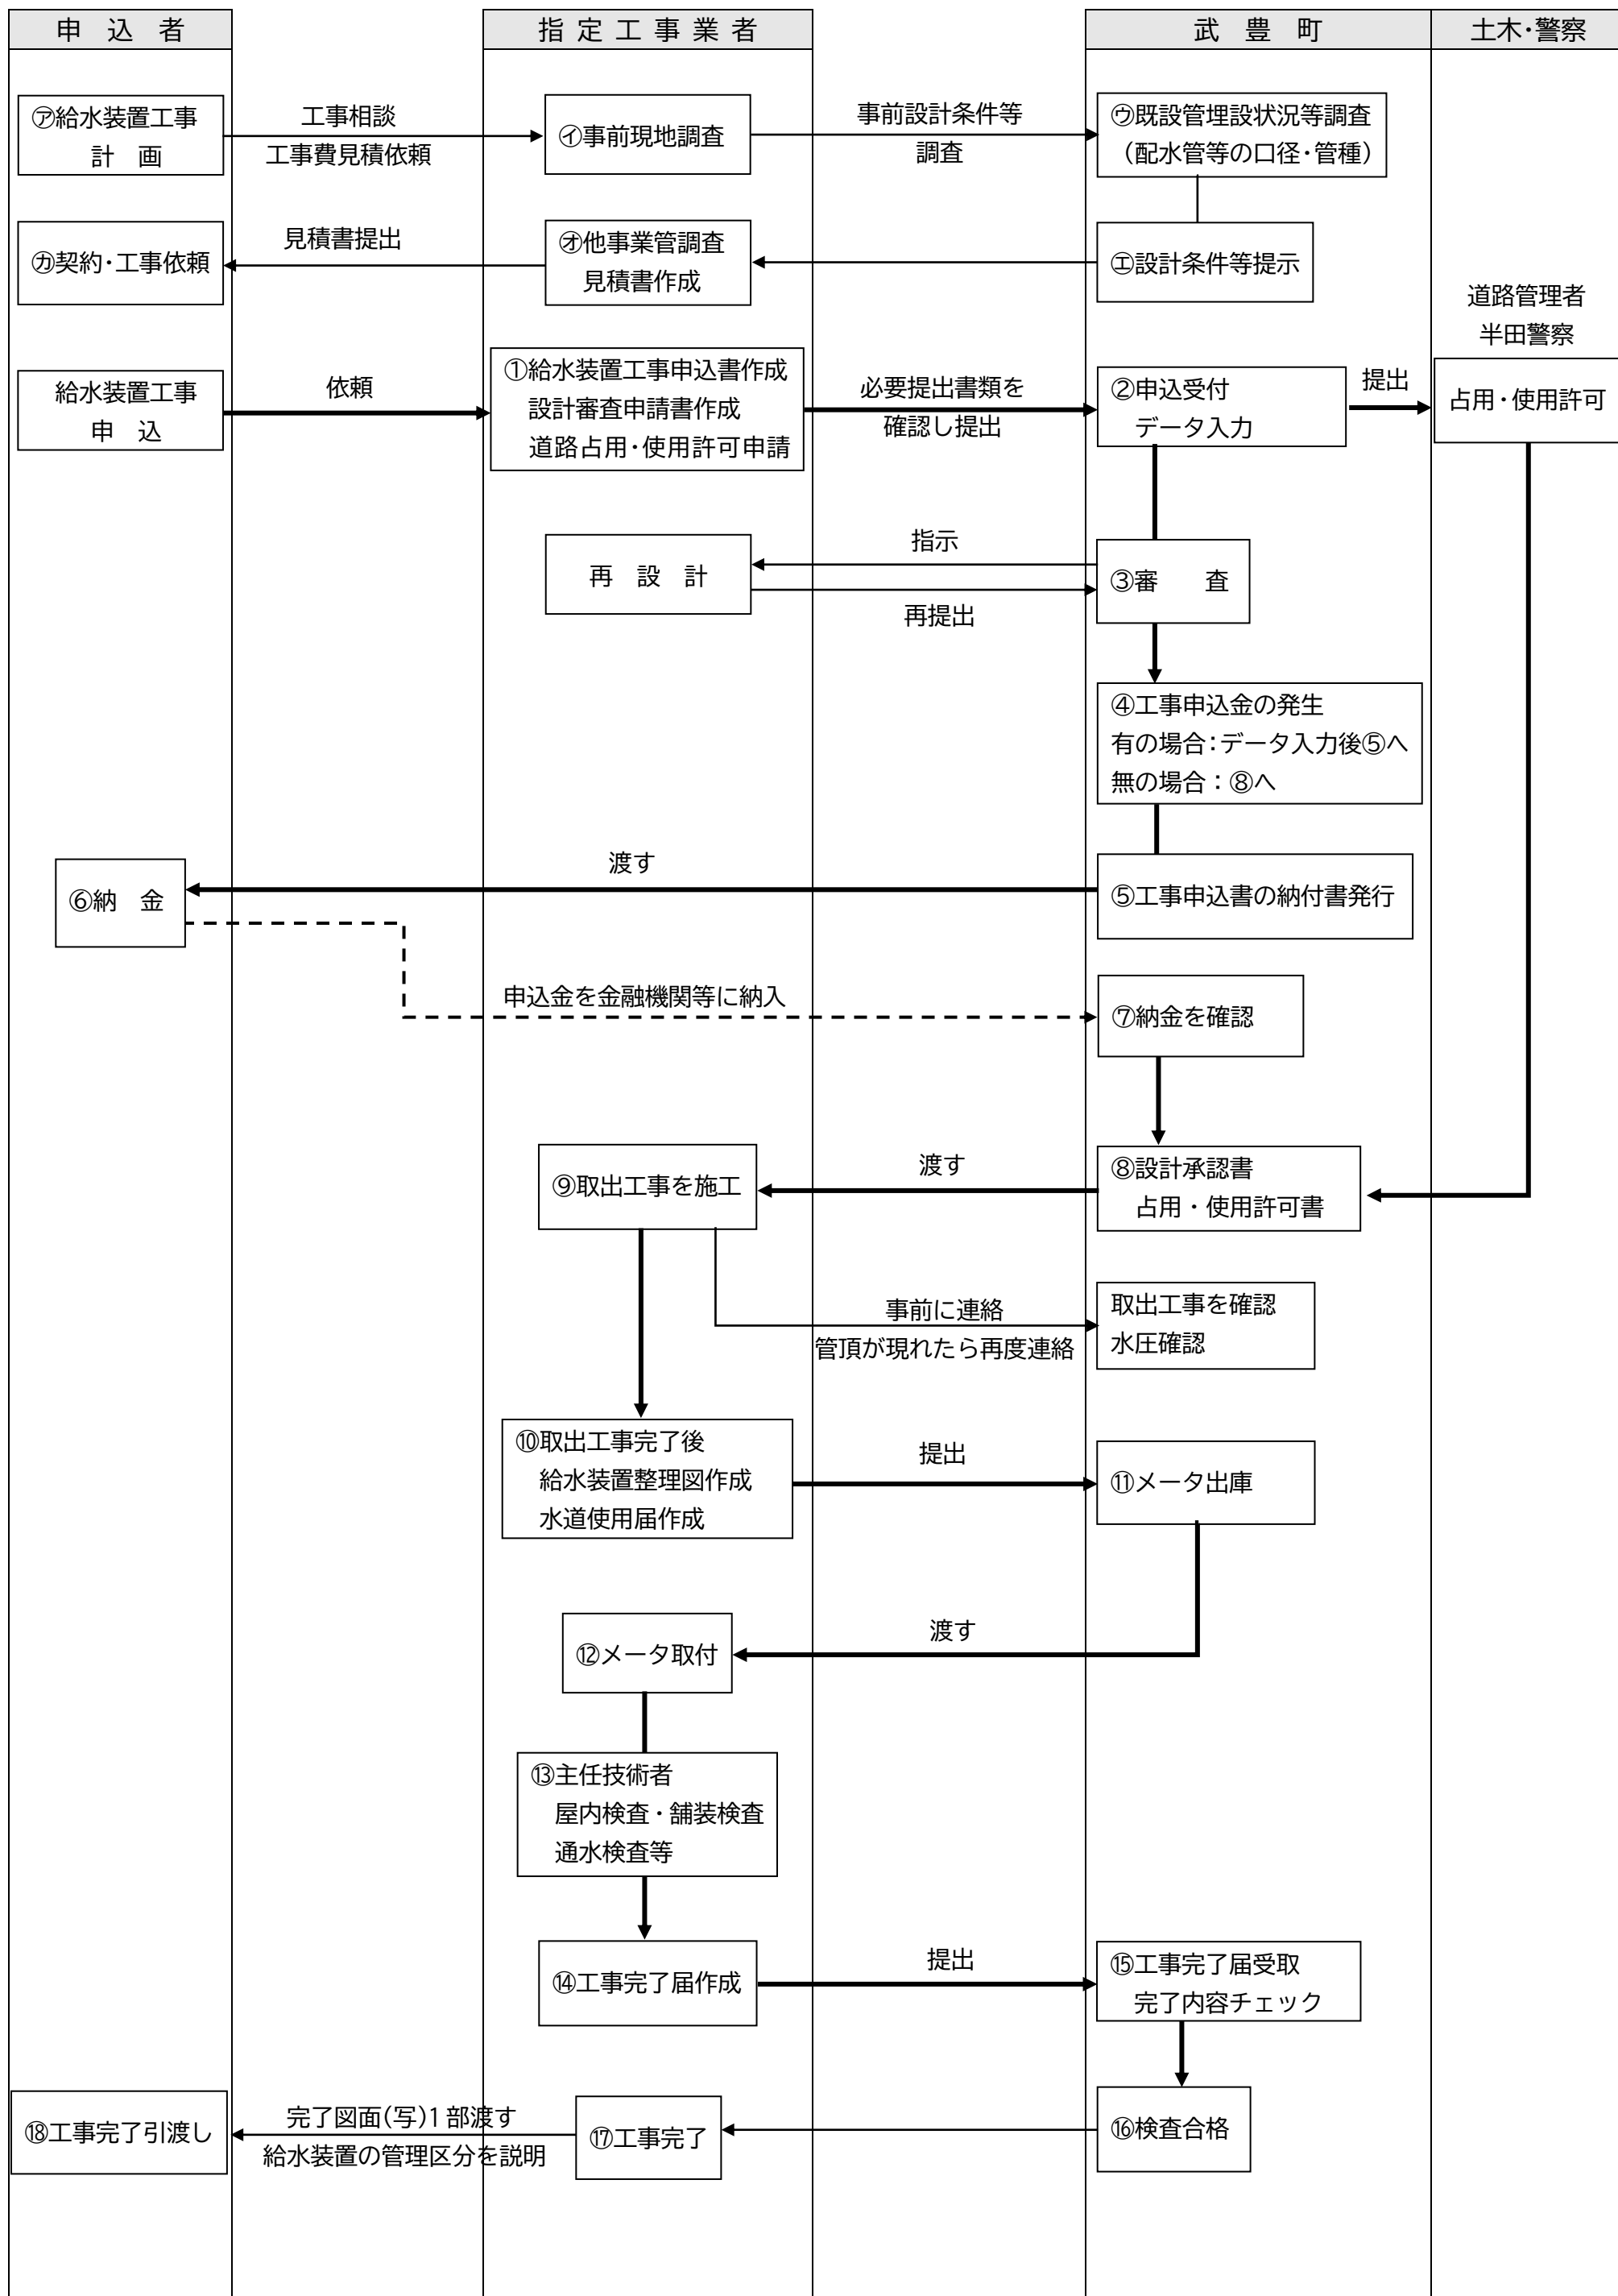 申　込　者
指 定 工 事 業 者
武　豊　町
土木・警察
㋐給水装置工事
計　画
工事相談
工事費見積依頼
㋑事前現地調査
事前設計条件等
調査
㋒既設管埋設状況等調査
（配水管等の口径・管種）
㋕契約・工事依頼
見積書提出
㋔他事業管調査
見積書作成
㋓設計条件等提示
道路管理者
半田警察
給水装置工事
申　込
依頼
①給水装置工事申込書作成
設計審査申請書作成
道路占用・使用許可申請
必要提出書類を
確認し提出
②申込受付
データ入力
提出
占用・使用許可
再　設　計
指示
再提出
③審　　査
④工事申込金の発生
有の場合：データ入力後⑤へ
無の場合：⑧へ
⑥納　金
渡す
⑤工事申込書の納付書発行
申込金を金融機関等に納入
⑦納金を確認
⑨取出工事を施工
渡す
⑧設計承認書
占用・使用許可書
事前に連絡
管頂が現れたら再度連絡
取出工事を確認
水圧確認
⑩取出工事完了後
給水装置整理図作成
水道使用届作成
提出
⑪メータ出庫
⑫メータ取付
渡す
⑬主任技術者
屋内検査・舗装検査
通水検査等
⑭工事完了届作成
提出
⑮工事完了届受取
完了内容チェック
⑱工事完了引渡し
完了図面(写)1部渡す
給水装置の管理区分を説明
⑰工事完了
⑯検査合格